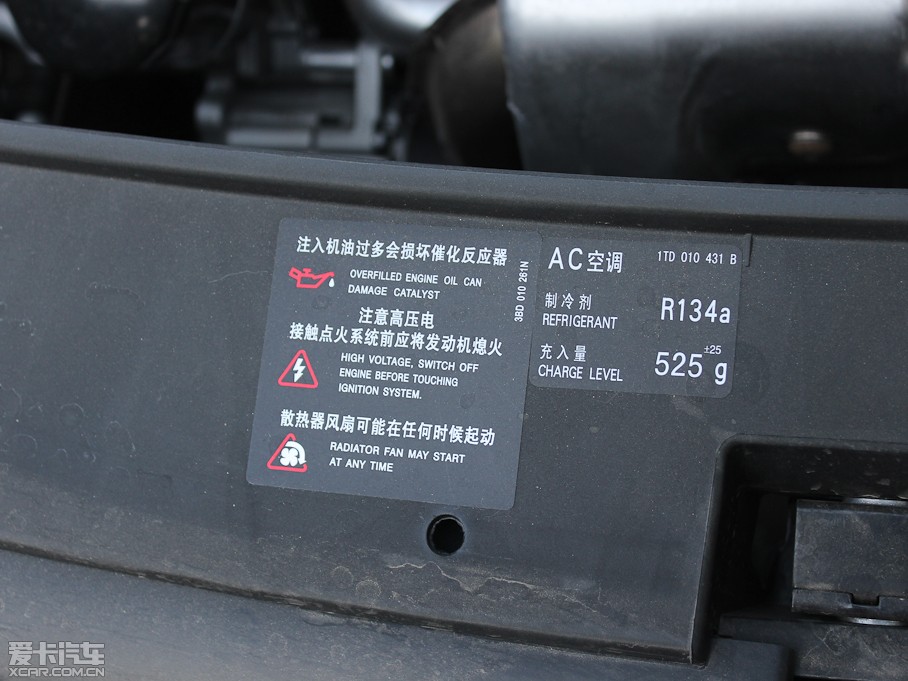 注入机油过多会损坏催化反应器
OVERFILLED ENGINE OIL CAN
DAMAGE CATALYST
注意高压电
接触点火系统前应将发动机熄火
HIGH VOLTAGE, SWITCH OFF
ENGINE BEFORE TOUCHING
IGNITION SYSTEM.
散热器风扇可能在任何时候起动
RADIATOR FAN MAY START
AT ANY TIME
3BD 010 261N
AC空调 1TD 010 431 B
制冷剂
REFRIGERANT R134a
充入量
CHARGE LEVEL 525 ±25 g
爱卡汽车
XCAR.COM.CN